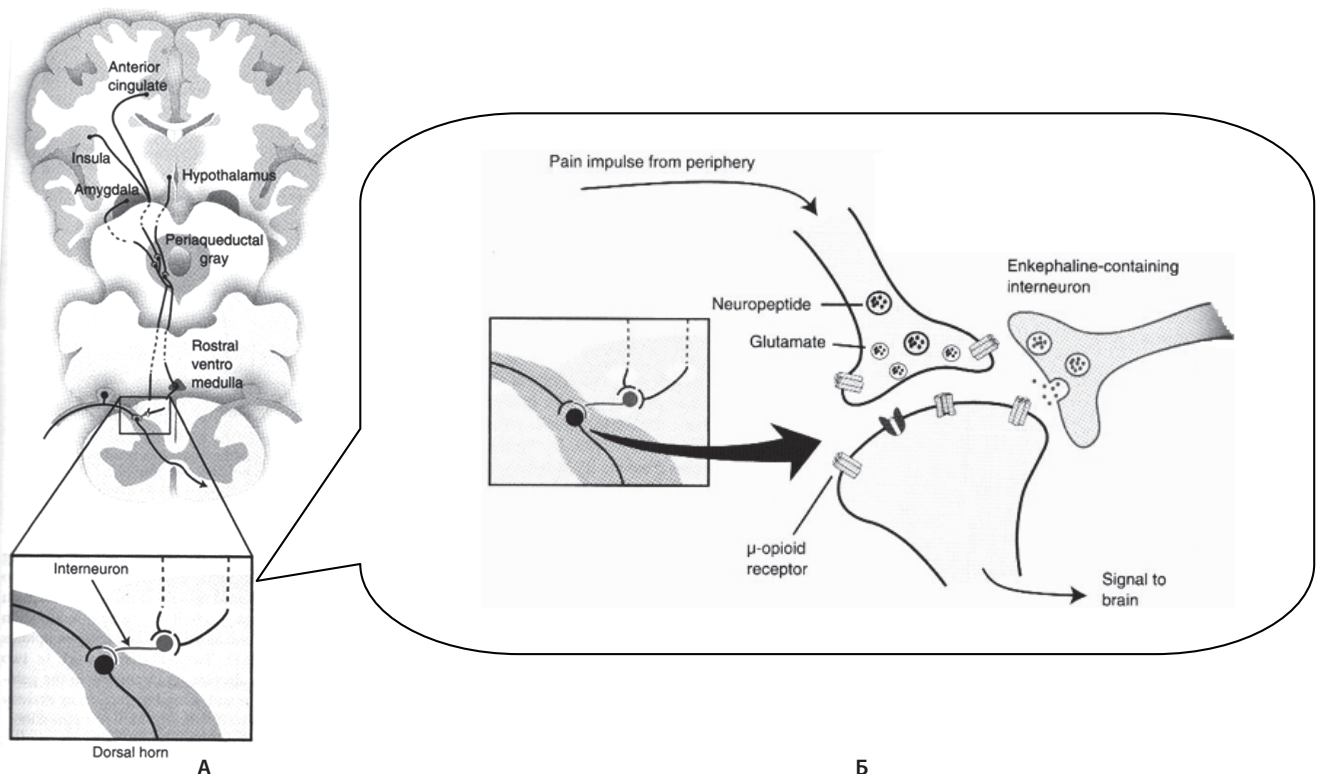 Anterior
cingulate
Insula
Hypothalamus
Amygdala
Periaqueductal
gray
Rostral
ventro
medulla
Interneuron
Dorsal horn
А
Pain impulse from periphery
Enkephaline-containing
interneuron
Neuropeptide
Glutamate
µ-opioid
receptor
Signal to
brain
Б